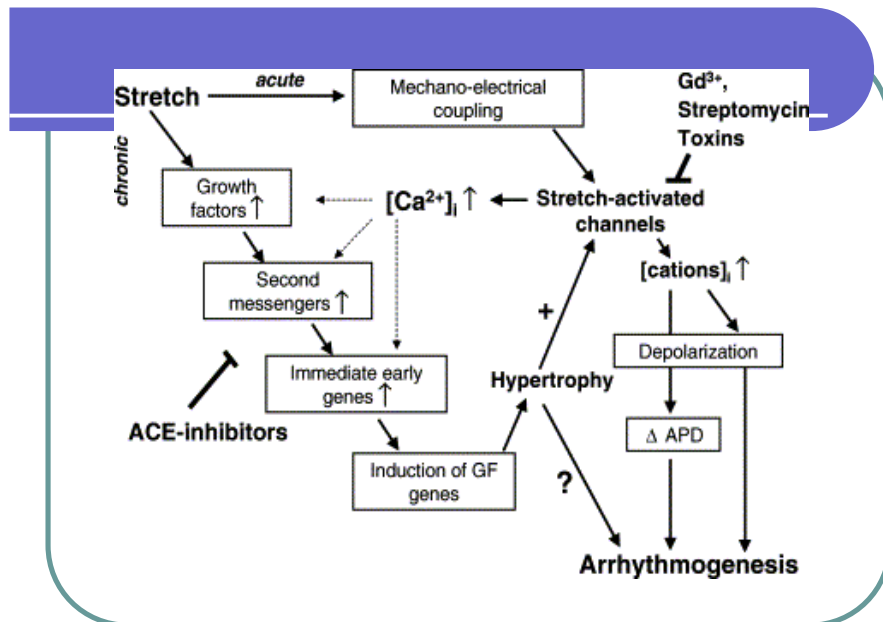 Stretch
acute
Mechano-electrical
coupling
Gd³⁺,
Streptomycin
Toxins
chronic
Growth
factors ↑
[Ca²⁺]ᵢ ↑
Stretch-activated
channels
Second
messengers ↑
[cations]ᵢ ↑
+
Depolarization
Immediate early
genes ↑
Hypertrophy
ACE-inhibitors
Δ APD
Induction of GF
genes
?
Arrhythmogenesis